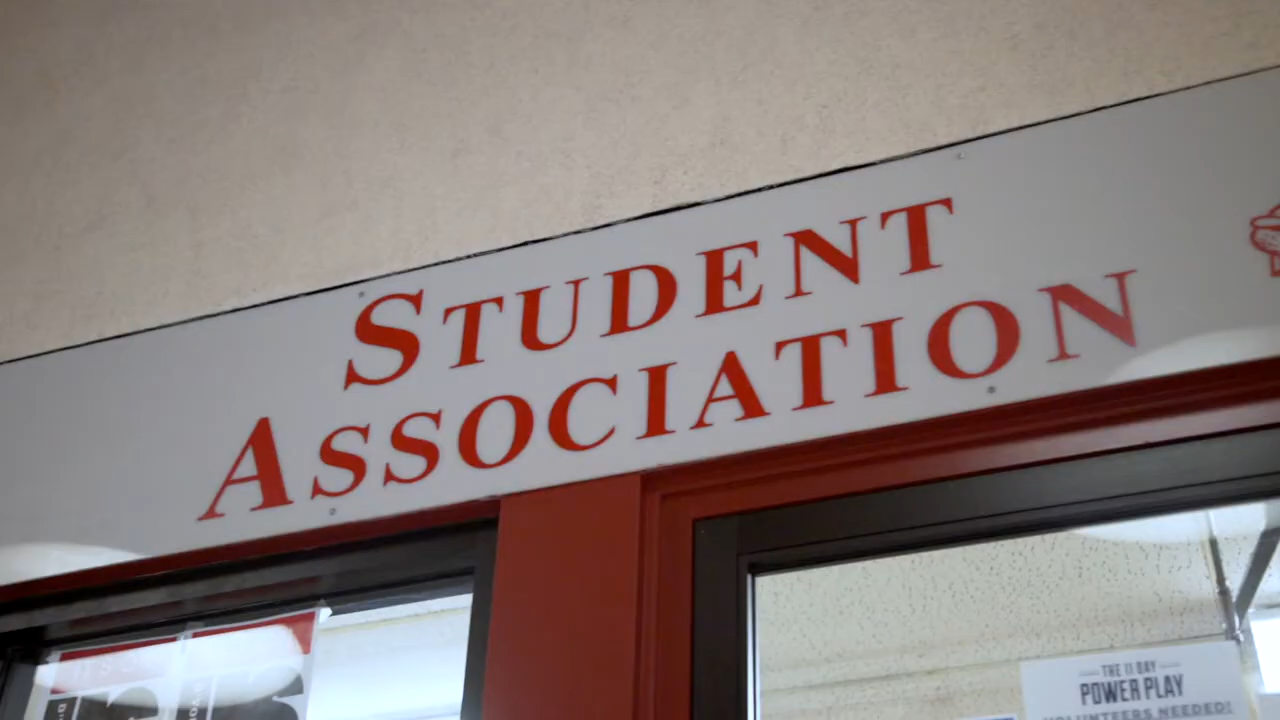 STUDENT
ASSOCIATION
THE 11 DAY
POWER PLAY
VOLUNTEERS NEEDED!